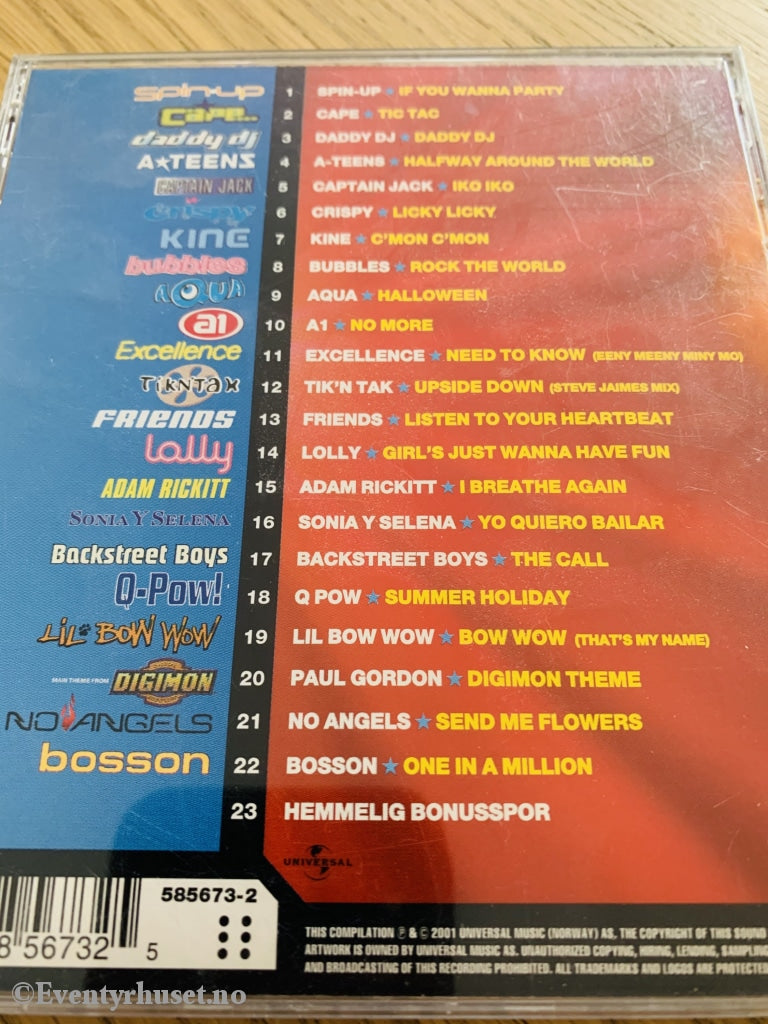 spin-up 1 SPIN-UP ★ IF YOU WANNA PARTY
Cape.. 2 CAPE ★ TIC TAC
daddy dj 3 DADDY DJ ★ DADDY DJ
A★TEENS 4 A-TEENS ★ HALFWAY AROUND THE WORLD
CAPTAIN JACK 5 CAPTAIN JACK ★ IKO IKO
crispy 6 CRISPY ★ LICKY LICKY
KINE 7 KINE ★ C'MON C'MON
bubbles 8 BUBBLES ★ ROCK THE WORLD
AQUA 9 AQUA ★ HALLOWEEN
a1 10 A1 ★ NO MORE
Excellence 11 EXCELLENCE ★ NEED TO KNOW (EENY MEENY MINY MO)
TiKNTaK 12 TIK'N TAK ★ UPSIDE DOWN (STEVE JAIMES MIX)
FRIENDS 13 FRIENDS ★ LISTEN TO YOUR HEARTBEAT
Lolly 14 LOLLY ★ GIRL'S JUST WANNA HAVE FUN
ADAM RICKITT 15 ADAM RICKITT ★ I BREATHE AGAIN
SONIA Y SELENA 16 SONIA Y SELENA ★ YO QUIERO BAILAR
Backstreet Boys 17 BACKSTREET BOYS ★ THE CALL
Q-Pow! 18 Q POW ★ SUMMER HOLIDAY
LIL BOW WOW 19 LIL BOW WOW ★ BOW WOW (THAT'S MY NAME)
MAIN THEME FROM DIGIMON 20 PAUL GORDON ★ DIGIMON THEME
NO ANGELS 21 NO ANGELS ★ SEND ME FLOWERS
bosson 22 BOSSON ★ ONE IN A MILLION
23 HEMMELIG BONUSSPOR
UNIVERSAL
585673-2
8 56732 5
THIS COMPILATION ℗ & © 2001 UNIVERSAL MUSIC (NORWAY) AS, THE COPYRIGHT OF THIS SOUND
ARTWORK IS OWNED BY UNIVERSAL MUSIC AS. UNAUTHORIZED COPYING, HIRING, LENDING, SAMPLING
AND BROADCASTING OF THIS RECORDING PROHIBITED. ALL TRADEMARKS AND LOGOS ARE PROTECTED
©Eventyrhuset.no